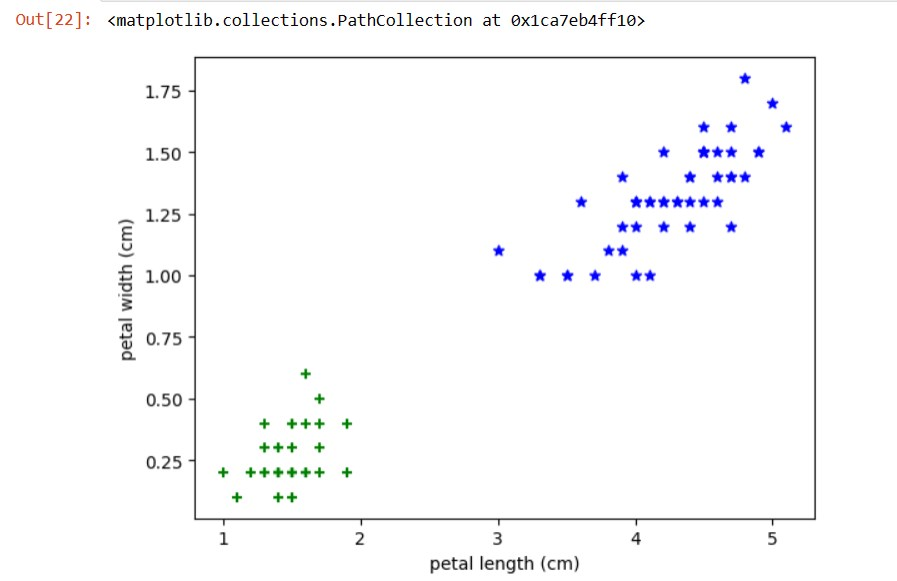 Out[22]: <matplotlib.collections.PathCollection at 0x1ca7eb4ff10>
1.75
1.50
1.25
1.00
0.75
0.50
0.25
petal width (cm)
1 2 3 4 5
petal length (cm)